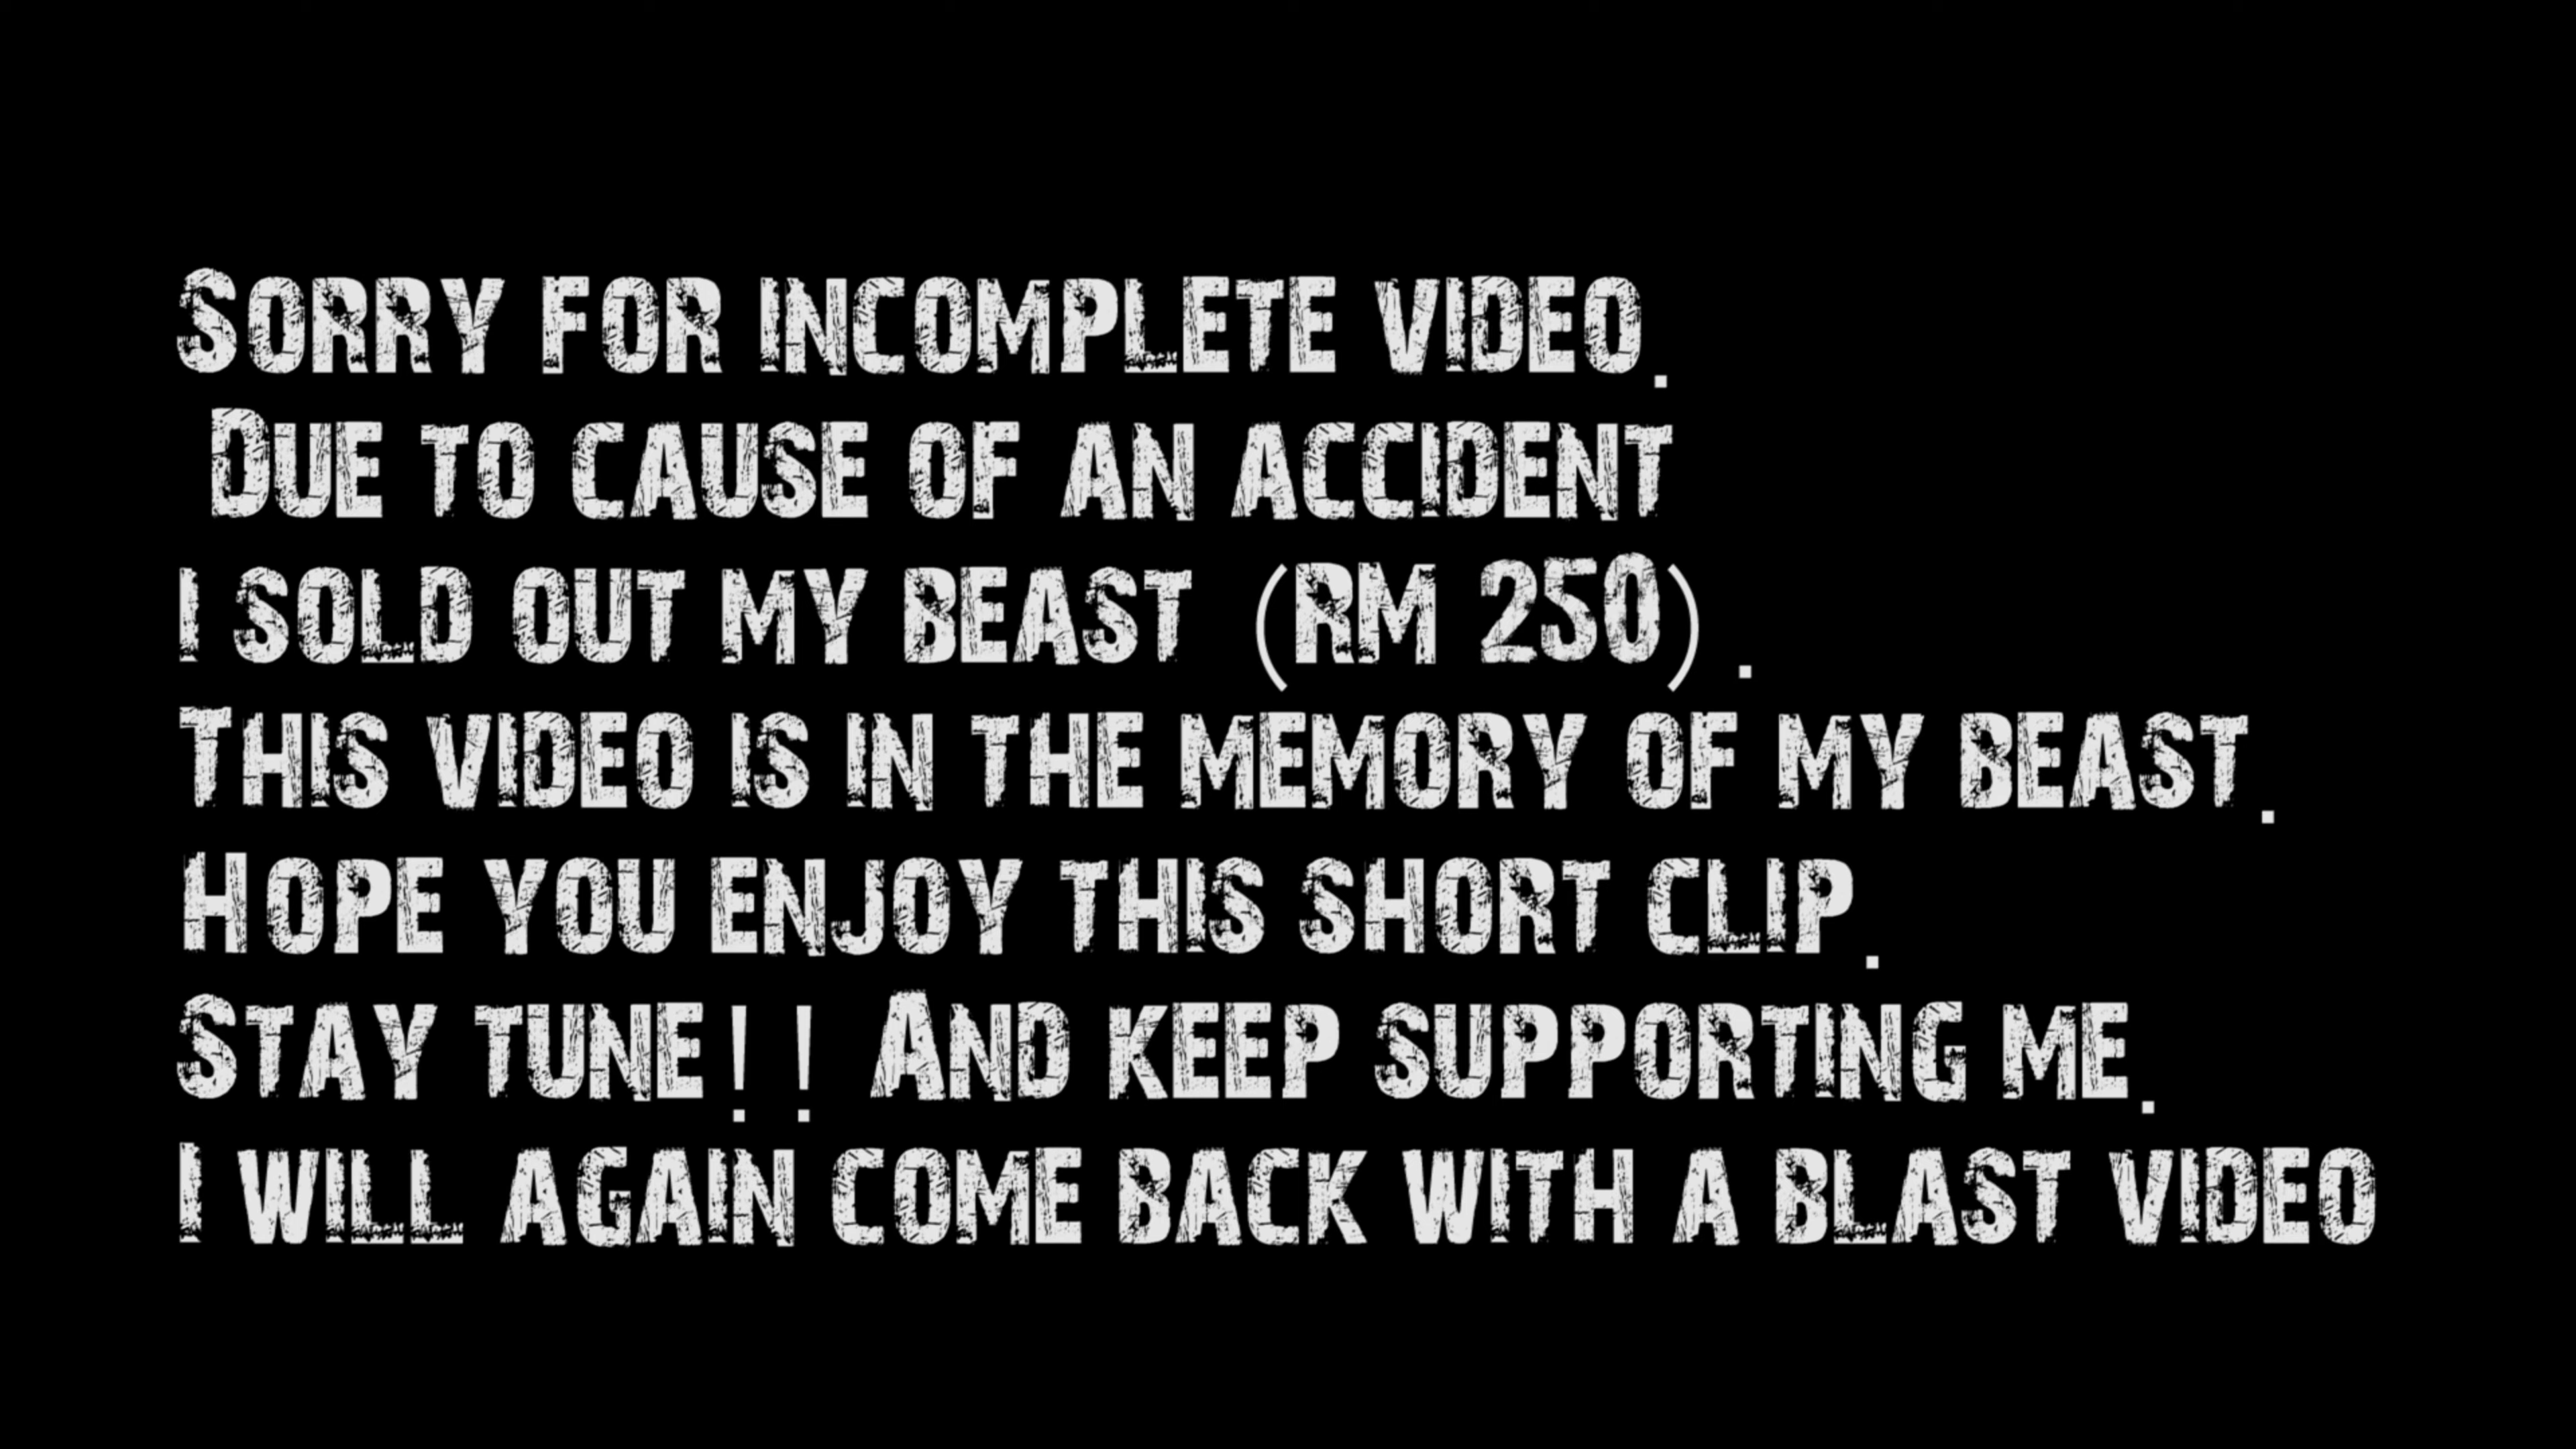 Sorry for incomplete video.
Due to cause of an accident
i sold out my beast (RM 250).
This video is in the memory of my beast.
Hope you enjoy this short clip.
Stay tune!! And keep supporting me.
I will again come back with a blast video